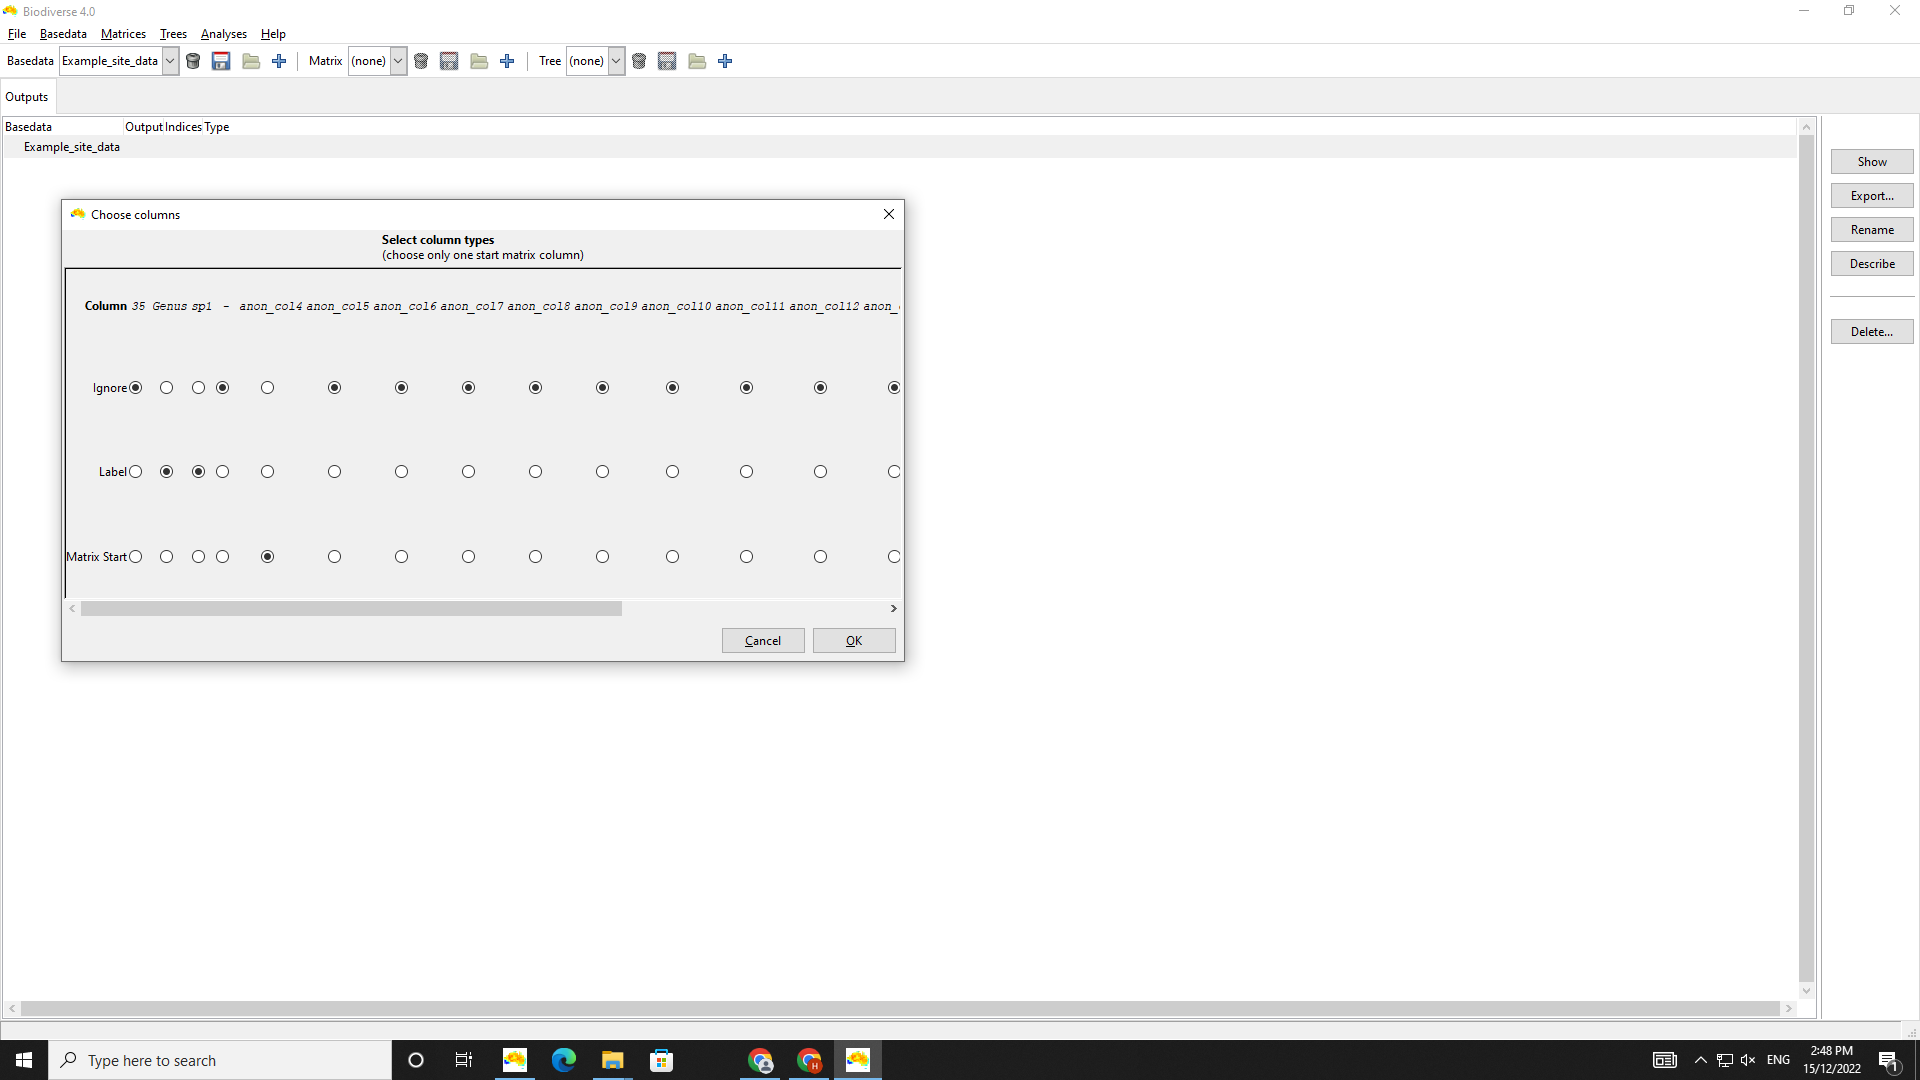 Biodiverse 4.0
File Basedata Matrices Trees Analyses Help
Basedata Example_site_data Matrix (none) Tree (none)
Outputs
Basedata Output Indices Type
Example_site_data
Show
Export...
Rename
Describe
Delete...
Choose columns
Select column types
(choose only one start matrix column)
Column 35 Genus sp1 - anon_col4 anon_col5 anon_col6 anon_col7 anon_col8 anon_col9 anon_col10 anon_col11 anon_col12 anon_
Ignore
Label
Matrix Start
Cancel OK
Type here to search
H
ENG
2:48 PM
15/12/2022
1